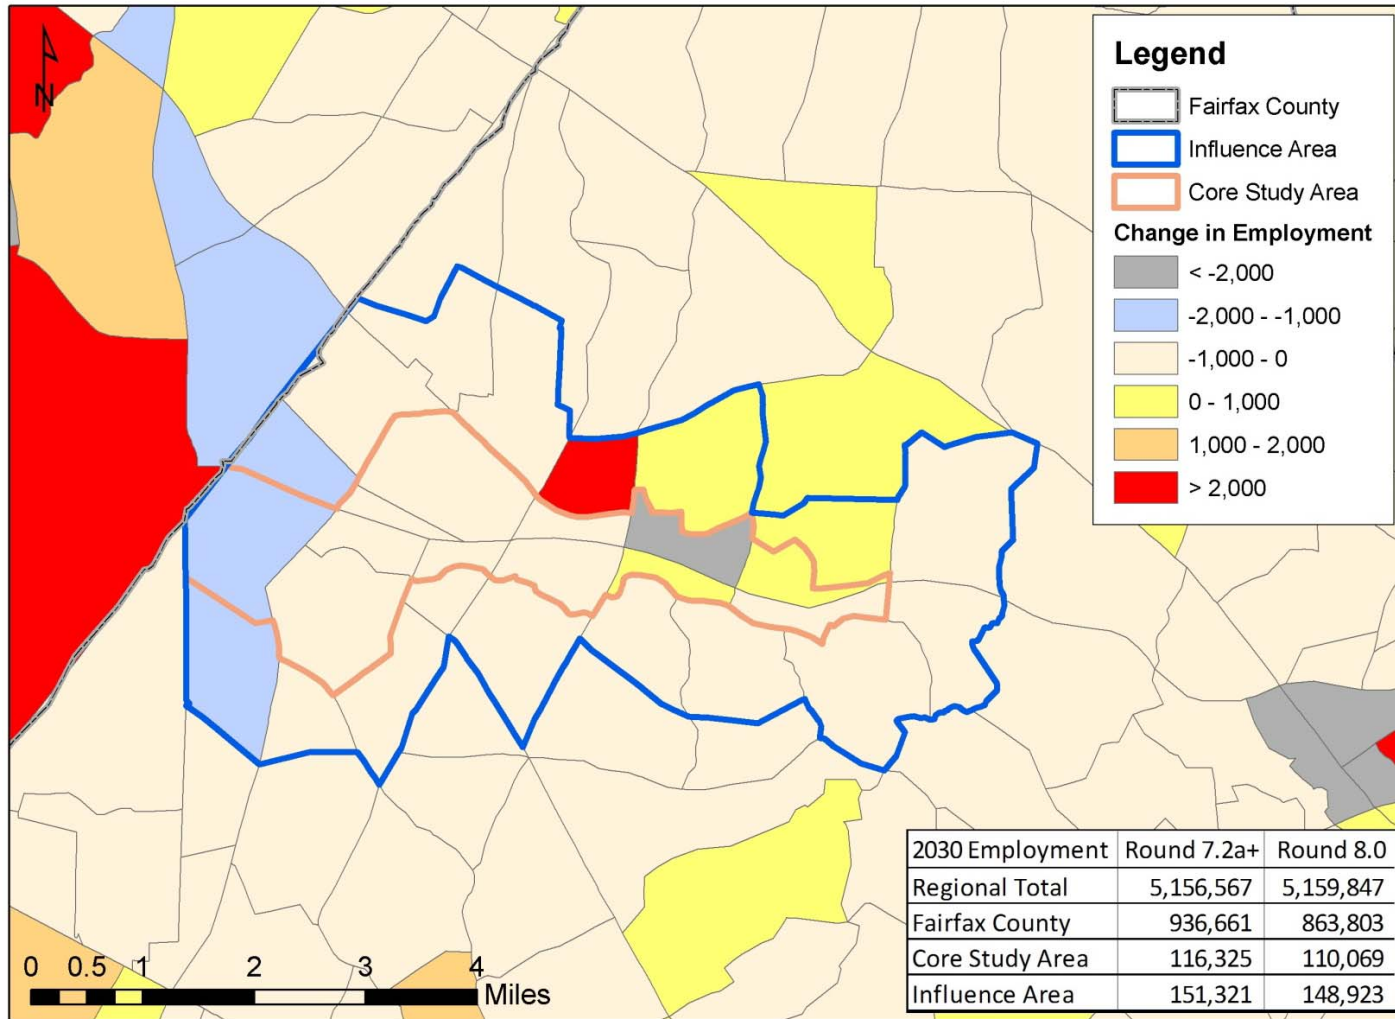 N
Legend
Fairfax County
Influence Area
Core Study Area
Change in Employment
< -2,000
-2,000 - -1,000
-1,000 - 0
0 - 1,000
1,000 - 2,000
> 2,000
2030 Employment Round 7.2a+ Round 8.0
Regional Total 5,156,567 5,159,847
Fairfax County 936,661 863,803
Core Study Area 116,325 110,069
Influence Area 151,321 148,923
0 0.5 1 2 3 4
Miles